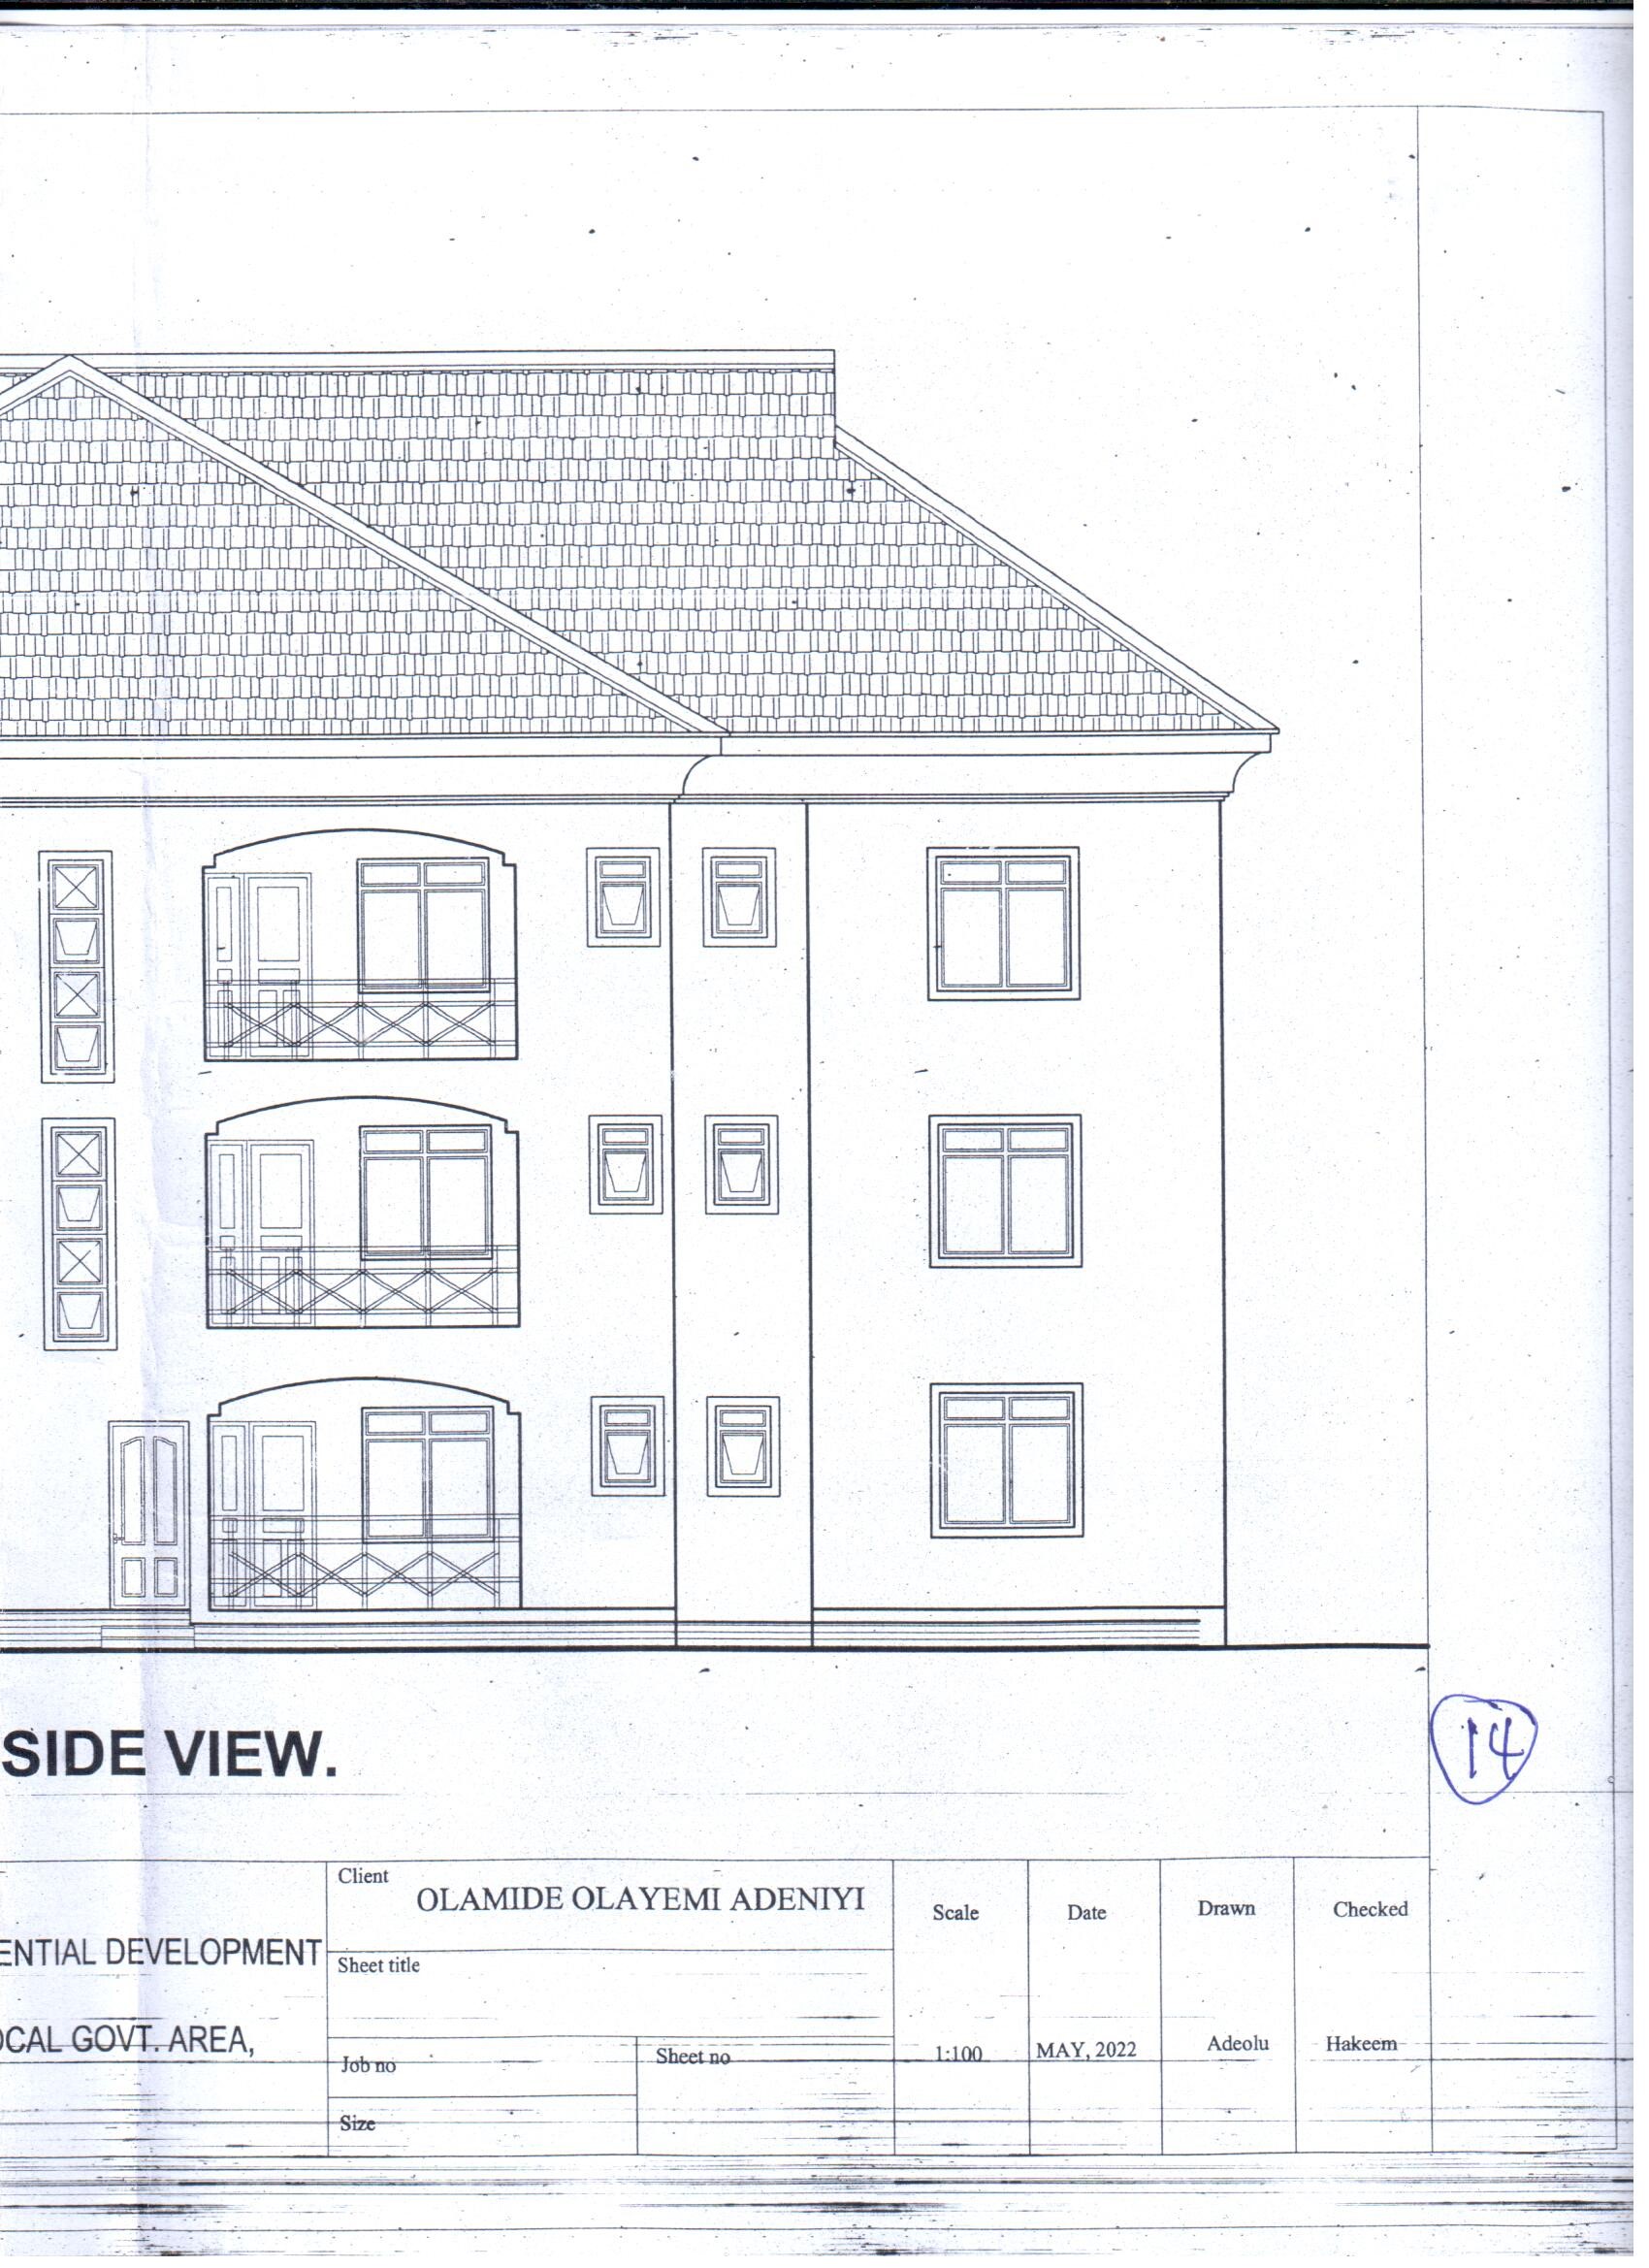 SIDE VIEW.
14
ENTIAL DEVELOPMENT
OCAL GOVT. AREA,
Client
OLAMIDE OLAYEMI ADENIYI
Sheet title
Job no
Sheet no
Size
Scale
1:100
Date
MAY, 2022
Drawn
Adeolu
Checked
Hakeem